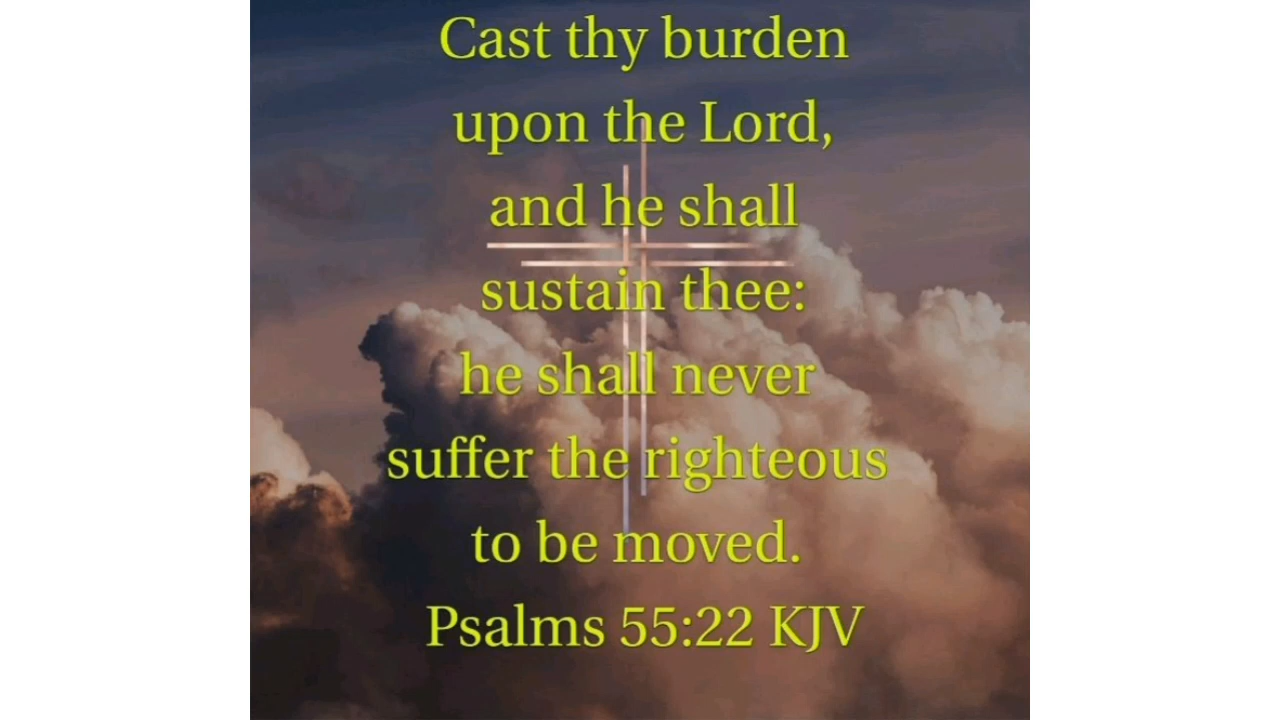 Cast thy burden
upon the Lord,
and he shall
sustain thee:
he shall never
suffer the righteous
to be moved.
Psalms 55:22 KJV